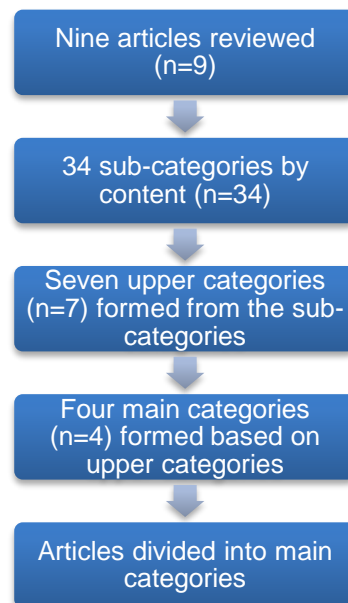 Nine articles reviewed
(n=9)
34 sub-categories by
content (n=34)
Seven upper categories
(n=7) formed from the sub-
categories
Four main categories
(n=4) formed based on
upper categories
Articles divided into main
categories